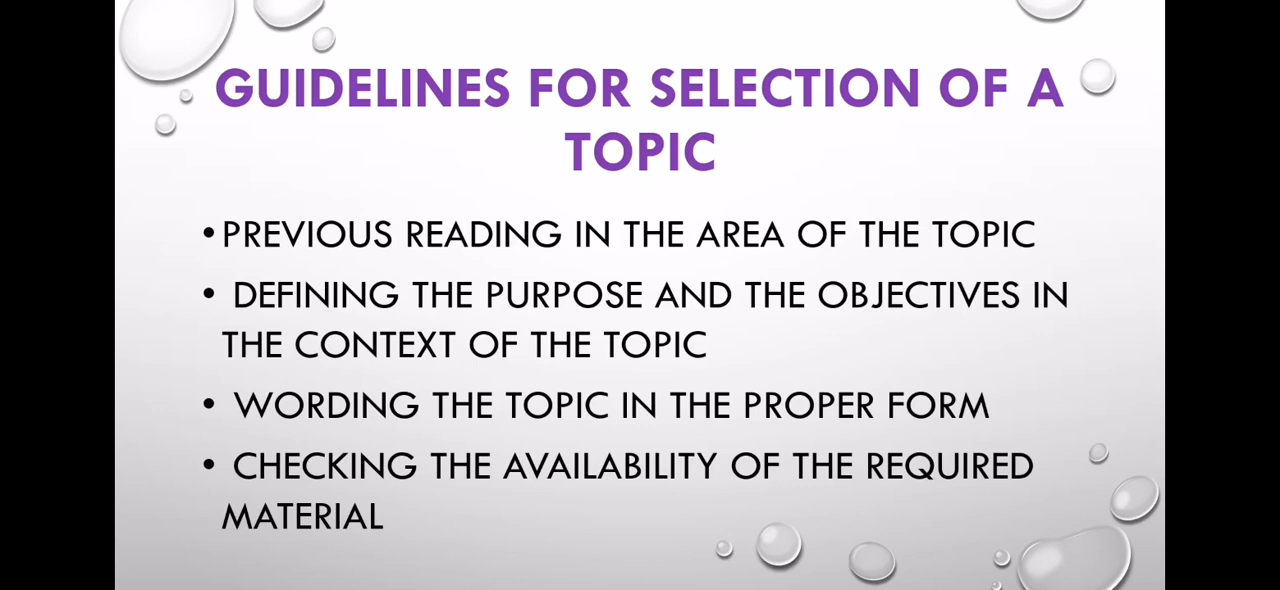 GUIDELINES FOR SELECTION OF A
TOPIC
•PREVIOUS READING IN THE AREA OF THE TOPIC
• DEFINING THE PURPOSE AND THE OBJECTIVES IN
THE CONTEXT OF THE TOPIC
• WORDING THE TOPIC IN THE PROPER FORM
• CHECKING THE AVAILABILITY OF THE REQUIRED
MATERIAL